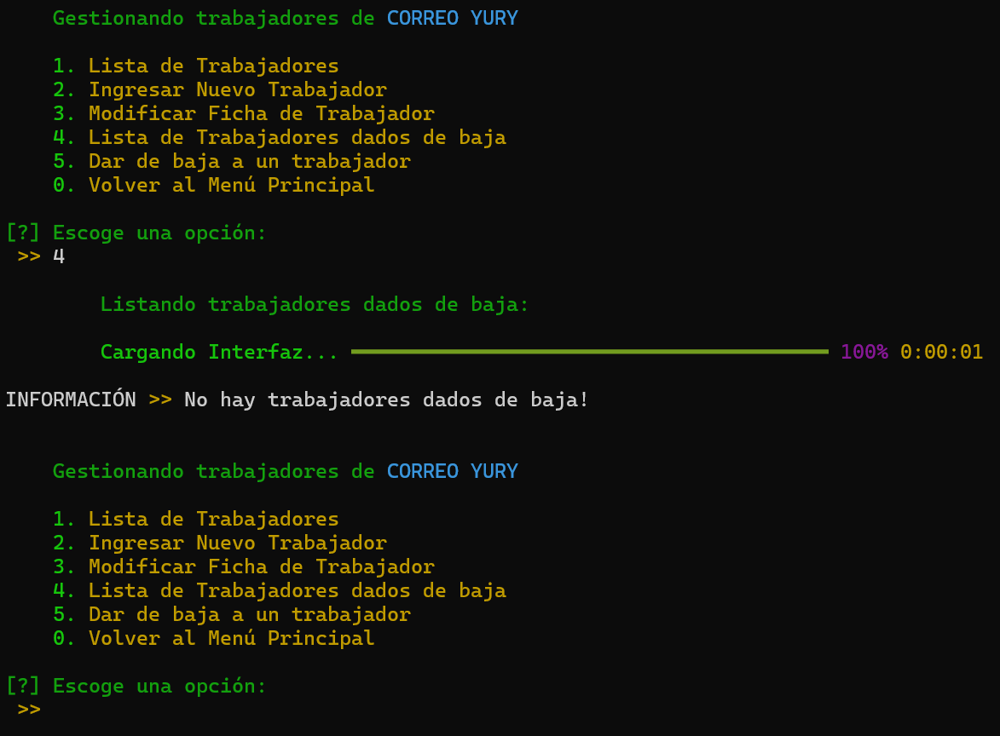 Gestionando trabajadores de CORREO YURY
1. Lista de Trabajadores
2. Ingresar Nuevo Trabajador
3. Modificar Ficha de Trabajador
4. Lista de Trabajadores dados de baja
5. Dar de baja a un trabajador
0. Volver al Menú Principal
[?] Escoge una opción:
>> 4
Listando trabajadores dados de baja:
Cargando Interfaz... 100% 0:00:01
INFORMACIÓN >> No hay trabajadores dados de baja!
Gestionando trabajadores de CORREO YURY
1. Lista de Trabajadores
2. Ingresar Nuevo Trabajador
3. Modificar Ficha de Trabajador
4. Lista de Trabajadores dados de baja
5. Dar de baja a un trabajador
0. Volver al Menú Principal
[?] Escoge una opción:
>>